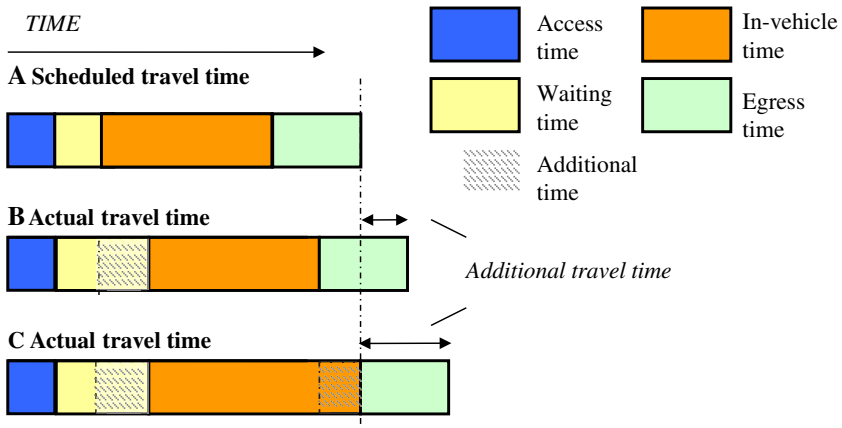 TIME
A Scheduled travel time
B Actual travel time
C Actual travel time
Access
time
In-vehicle
time
Waiting
time
Egress
time
Additional
time
Additional travel time